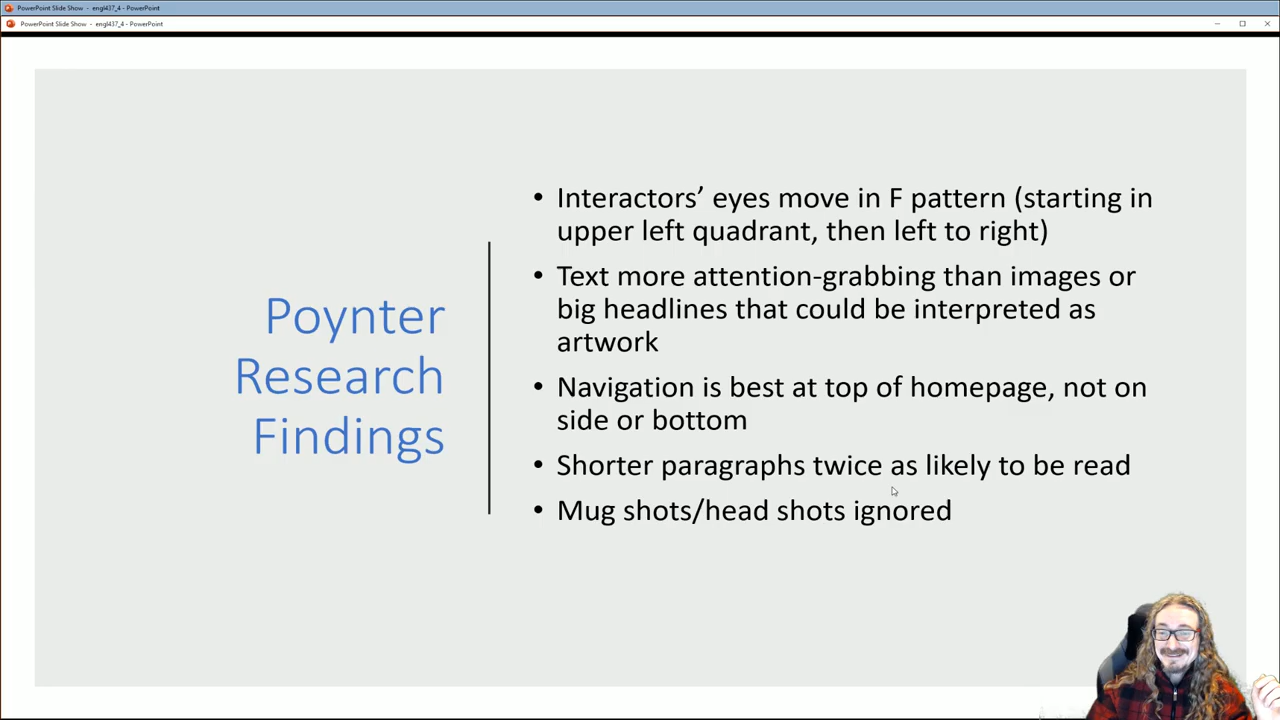 PowerPoint Slide Show - engl437_4 - PowerPoint
PowerPoint Slide Show - engl437_4 - PowerPoint
Poynter
Research
Findings
• Interactors’ eyes move in F pattern (starting in
upper left quadrant, then left to right)
• Text more attention-grabbing than images or
big headlines that could be interpreted as
artwork
• Navigation is best at top of homepage, not on
side or bottom
• Shorter paragraphs twice as likely to be read
• Mug shots/head shots ignored